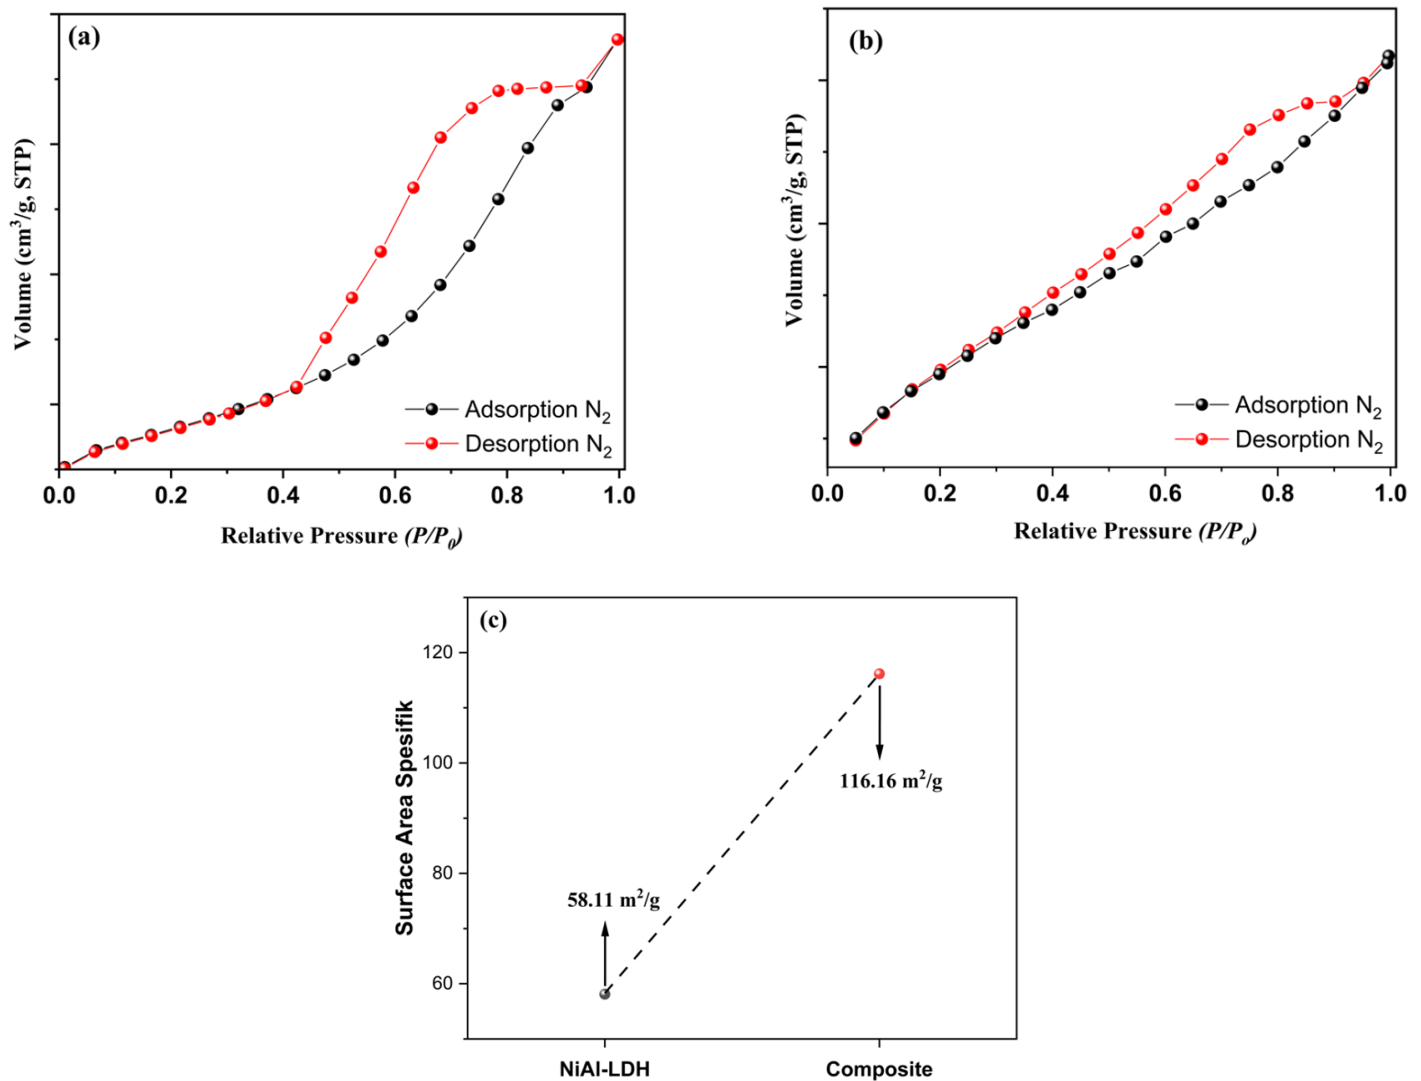 (a)
Volume (cm³/g, STP)
Adsorption N₂
Desorption N₂
0.0 0.2 0.4 0.6 0.8 1.0
Relative Pressure (P/P₀)
(b)
Volume (cm³/g, STP)
Adsorption N₂
Desorption N₂
0.0 0.2 0.4 0.6 0.8 1.0
Relative Pressure (P/Pₒ)
(c)
Surface Area Spesifik
120
100
80
60
116.16 m²/g
58.11 m²/g
NiAl-LDH Composite